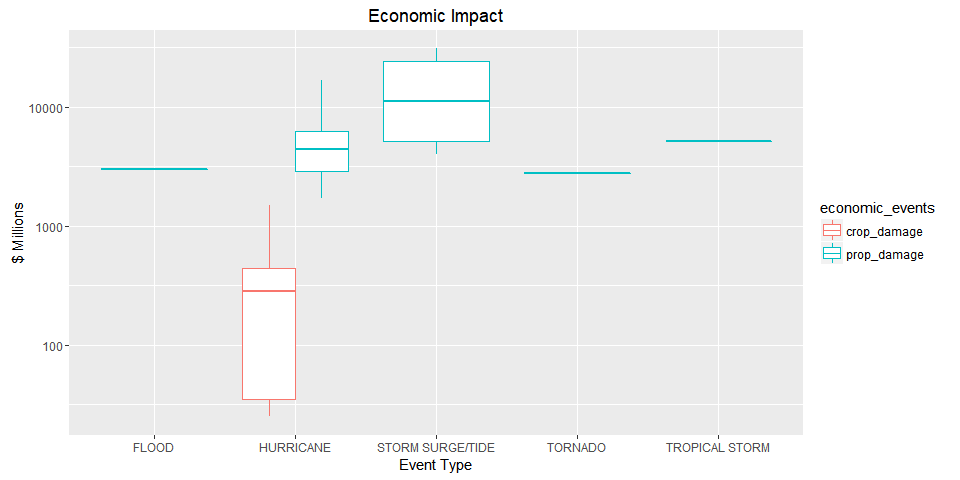 Economic Impact
10000
1000
100
$ Millions
FLOOD
HURRICANE
STORM SURGE/TIDE
TORNADO
TROPICAL STORM
Event Type
economic_events
crop_damage
prop_damage